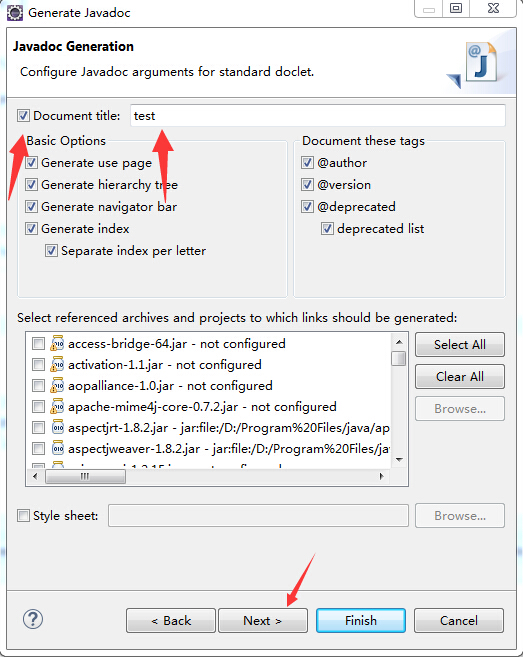 Generate Javadoc
Javadoc Generation
Configure Javadoc arguments for standard doclet.
Document title: test
Basic Options
Generate use page
Generate hierarchy tree
Generate navigator bar
Generate index
Separate index per letter
Document these tags
@author
@version
@deprecated
deprecated list
Select referenced archives and projects to which links should be generated:
access-bridge-64.jar - not configured
activation-1.1.jar - not configured
aopalliance-1.0.jar - not configured
apache-mime4j-core-0.7.2.jar - not configured
aspectjrt-1.8.2.jar - jar:file:/D:/Program%20Files/java/ap
aspectjweaver-1.8.2.jar - jar:file:/D:/Program%20Files/jav
Select All
Clear All
Browse...
Style sheet:
Browse...
< Back
Next >
Finish
Cancel